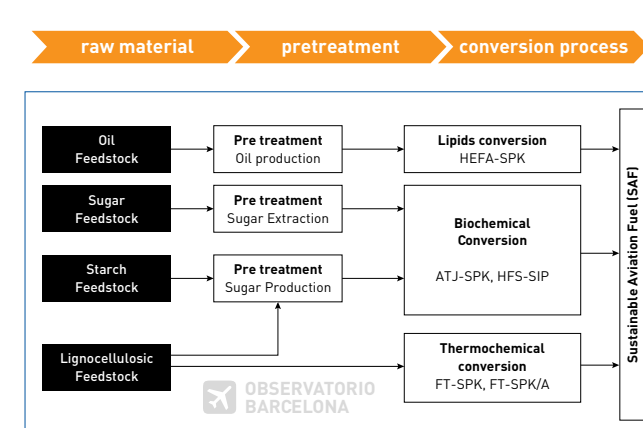 raw material
pretreatment
conversion process
Oil
Feedstock
Pre treatment
Oil production
Lipids conversion
HEFA-SPK
Sugar
Feedstock
Pre treatment
Sugar Extraction
Biochemical
Conversion
ATJ-SPK, HFS-SIP
Starch
Feedstock
Pre treatment
Sugar Production
Lignocellulosic
Feedstock
Thermochemical
conversion
FT-SPK, FT-SPK/A
Sustainable Aviation Fuel (SAF)
OBSERVATORIO
BARCELONA